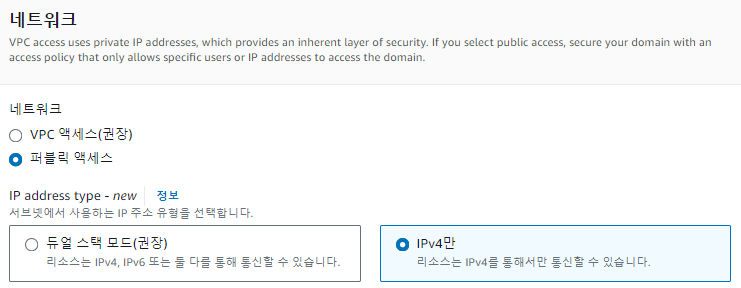 네트워크
VPC access uses private IP addresses, which provides an inherent layer of security. If you select public access, secure your domain with an
access policy that only allows specific users or IP addresses to access the domain.
네트워크
VPC 액세스(권장)
퍼블릭 액세스
IP address type - new 정보
서브넷에서 사용하는 IP 주소 유형을 선택합니다.
듀얼 스택 모드(권장)
리소스는 IPv4, IPv6 또는 둘 다를 통해 통신할 수 있습니다.
IPv4만
리소스는 IPv4를 통해서만 통신할 수 있습니다.